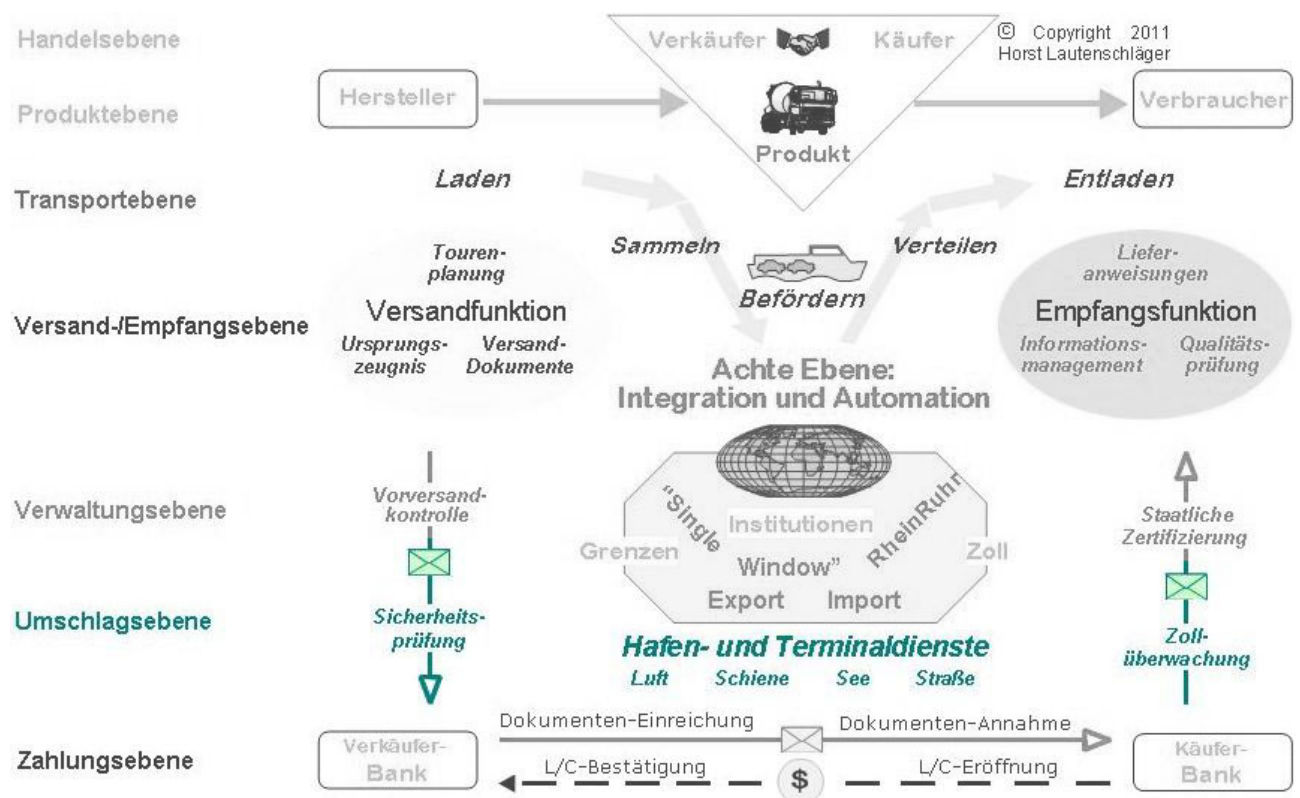 Handelsebene
Verkäufer Käufer
© Copyright 2011
Horst Lautenschläger
Hersteller
Verbraucher
Produktebene
Produkt
Transportebene
Laden
Entladen
Sammeln
Verteilen
Befördern
Versand-/Empfangsebene
Touren-
planung
Versandfunktion
Ursprungs-
zeugnis
Versand-
Dokumente
Liefer-
anweisungen
Empfangsfunktion
Informations-
management
Qualitäts-
prüfung
Achte Ebene:
Integration und Automation
Verwaltungsebene
Vorversand-
kontrolle
"Single
Institutionen
RheinRuhr
Grenzen
Zoll
Window"
Export Import
Staatliche
Zertifizierung
Umschlagsebene
Sicherheits-
prüfung
Hafen- und Terminaldienste
Luft Schiene See Straße
Zoll-
überwachung
Zahlungsebene
Verkäufer-
Bank
Dokumenten-Einreichung
Dokumenten-Annahme
L/C-Bestätigung
$
L/C-Eröffnung
Käufer-
Bank